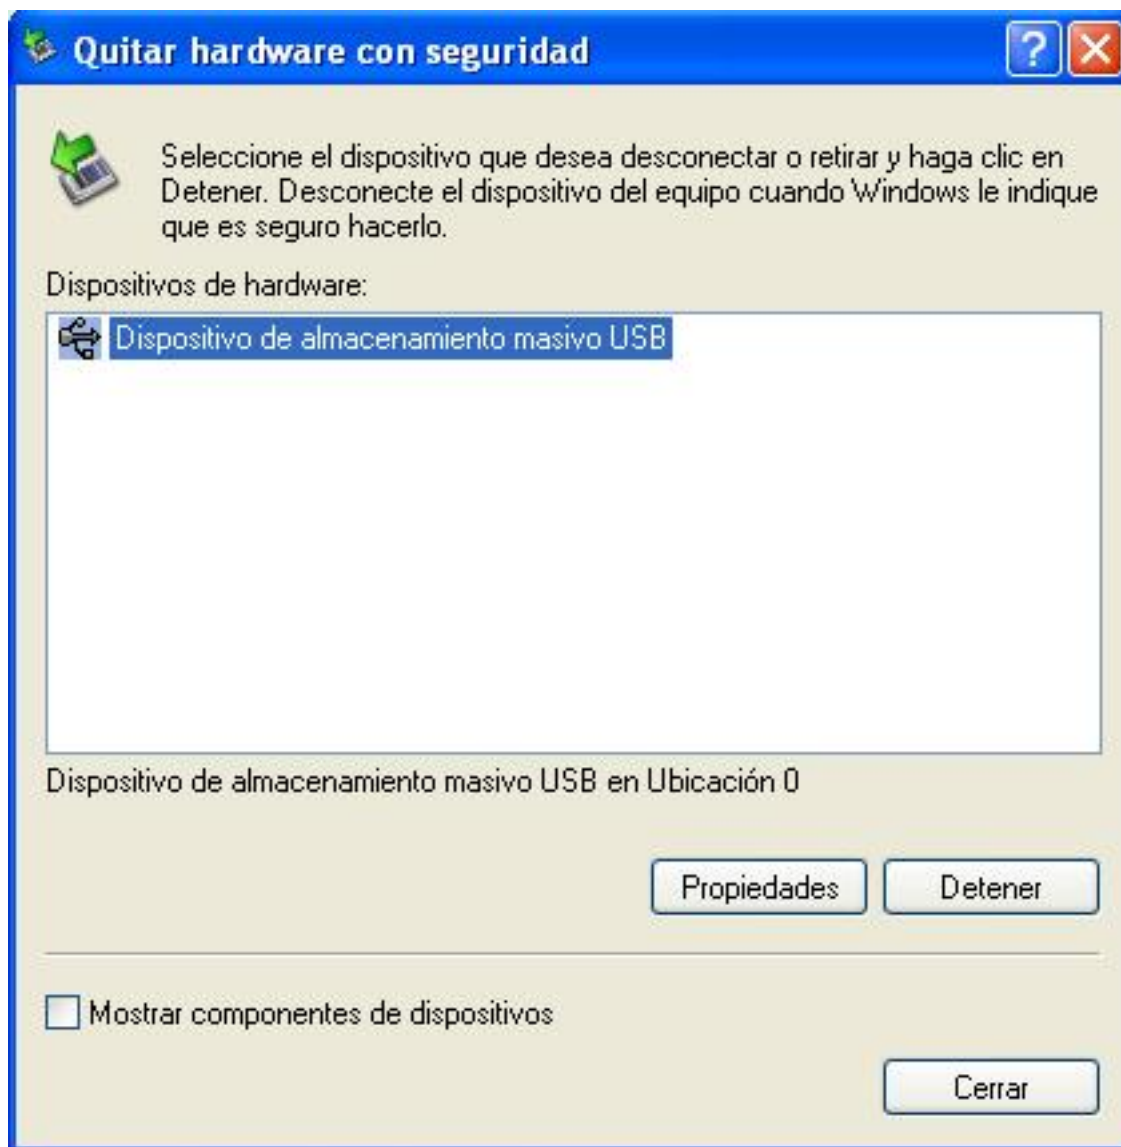 Quitar hardware con seguridad
Seleccione el dispositivo que desea desconectar o retirar y haga clic en
Detener. Desconecte el dispositivo del equipo cuando Windows le indique
que es seguro hacerlo.
Dispositivos de hardware:
Dispositivo de almacenamiento masivo USB
Dispositivo de almacenamiento masivo USB en Ubicación 0
Propiedades
Detener
Mostrar componentes de dispositivos
Cerrar